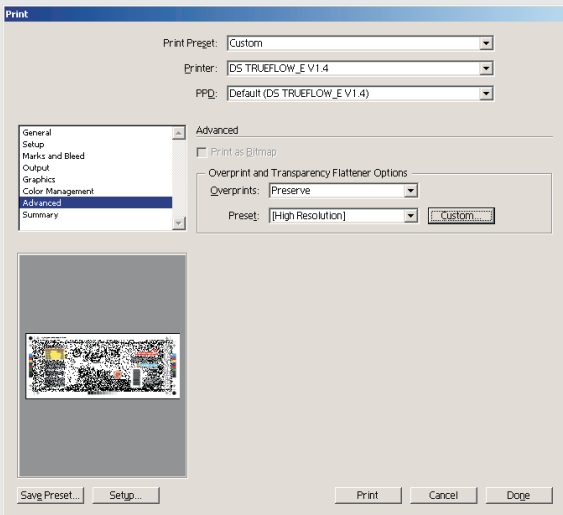 Print
Print Preset: Custom
Printer: DS TRUEFLOW_E V1.4
PPD: Default (DS TRUEFLOW_E V1.4)
General
Setup
Marks and Bleed
Output
Graphics
Color Management
Advanced
Summary
Advanced
Print as Bitmap
Overprint and Transparency Flattener Options
Overprints: Preserve
Preset: [High Resolution] Custom...
Save Preset... Setup... Print Cancel Done